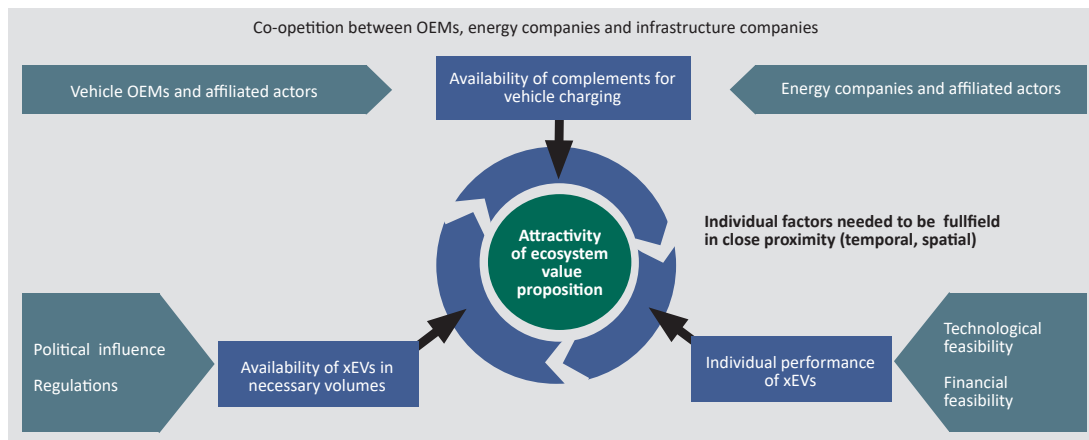 Co-opetition between OEMs, energy companies and infrastructure companies
Vehicle OEMs and affiliated actors
Availability of complements for
vehicle charging
Energy companies and affiliated actors
Attractivity
of ecosystem
value
proposition
Individual factors needed to be fullfield
in close proximity (temporal, spatial)
Political influence
Regulations
Availability of xEVs in
necessary volumes
Individual performance
of xEVs
Technological
feasibility
Financial
feasibility